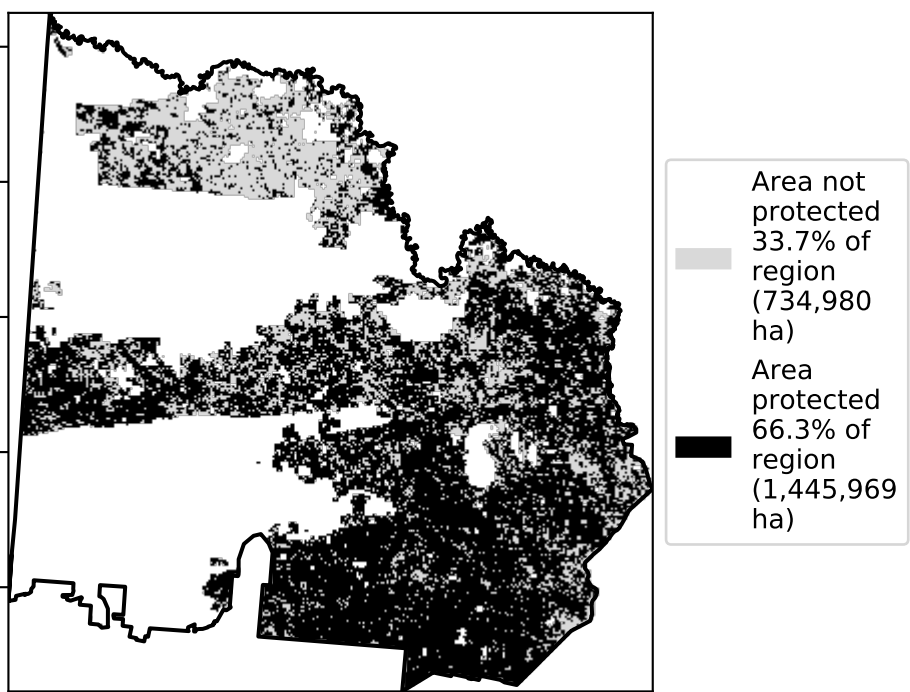 Area not
protected
33.7% of
region
(734,980
ha)
Area
protected
66.3% of
region
(1,445,969
ha)